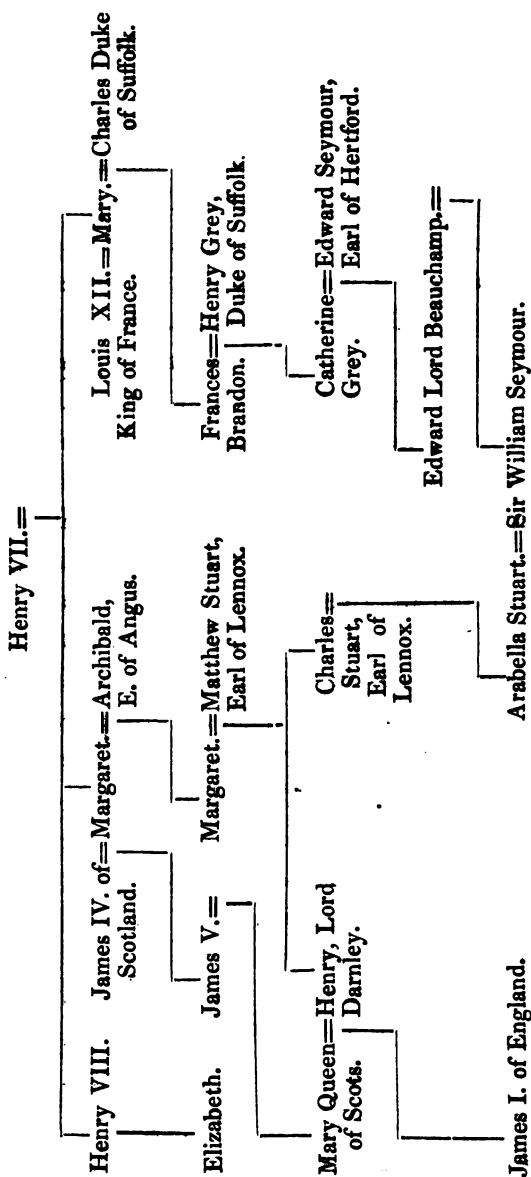 Henry VII.=
Henry VIII. James IV. of=Margaret.=Archibald, Louis XII.=Mary.=Charles Duke
Scotland. E. of Angus. King of France. of Suffolk.
Elizabeth. James V.= Margaret.=Matthew Stuart, Frances=Henry Grey,
Earl of Lennox. Brandon. Duke of Suffolk.
Mary Queen=Henry, Lord Charles= Catherine=Edward Seymour,
of Scots. Darnley. Stuart, Grey. Earl of Hertford.
Earl of
Lennox.
Edward Lord Beauchamp.=
James I. of England. Arabella Stuart.=Sir William Seymour.